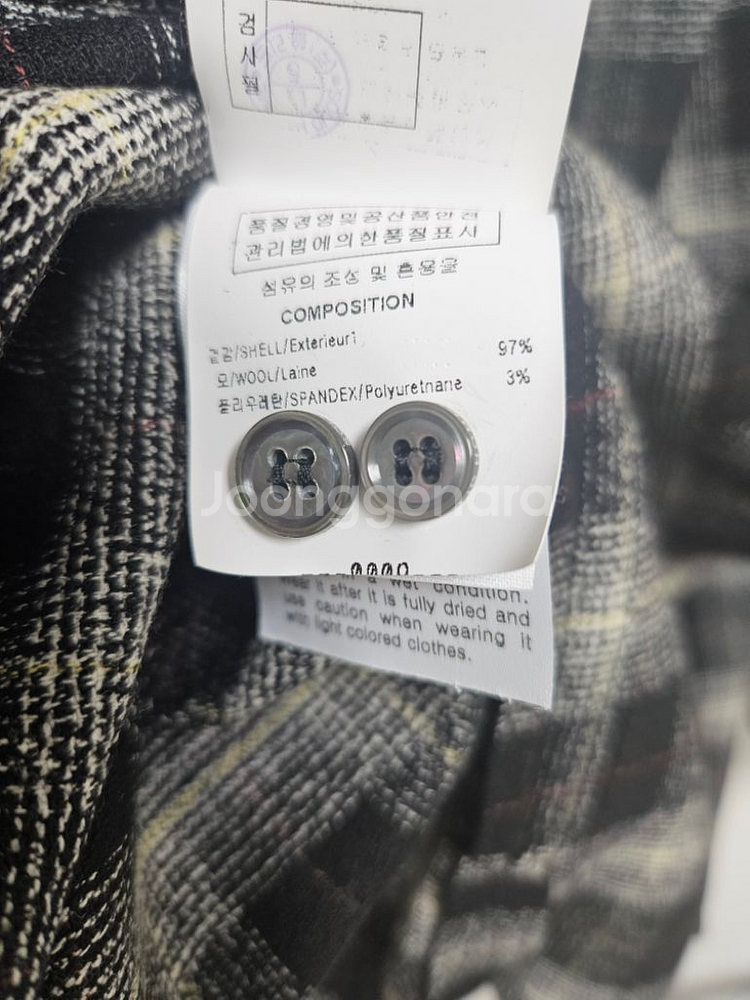 검
사
필
품질경영및공산품안전
관리법에의한품질표시
섬유의 조성 및 혼용율
COMPOSITION
겉감/SHELL/Exterieur1
97%
모/WOOL/Laine
3%
폴리우레탄/SPANDEX/Polyuretnane
Joonggonara
a wet condition.
wear it after it is fully dried and
use caution when wearing it
with light colored clothes.